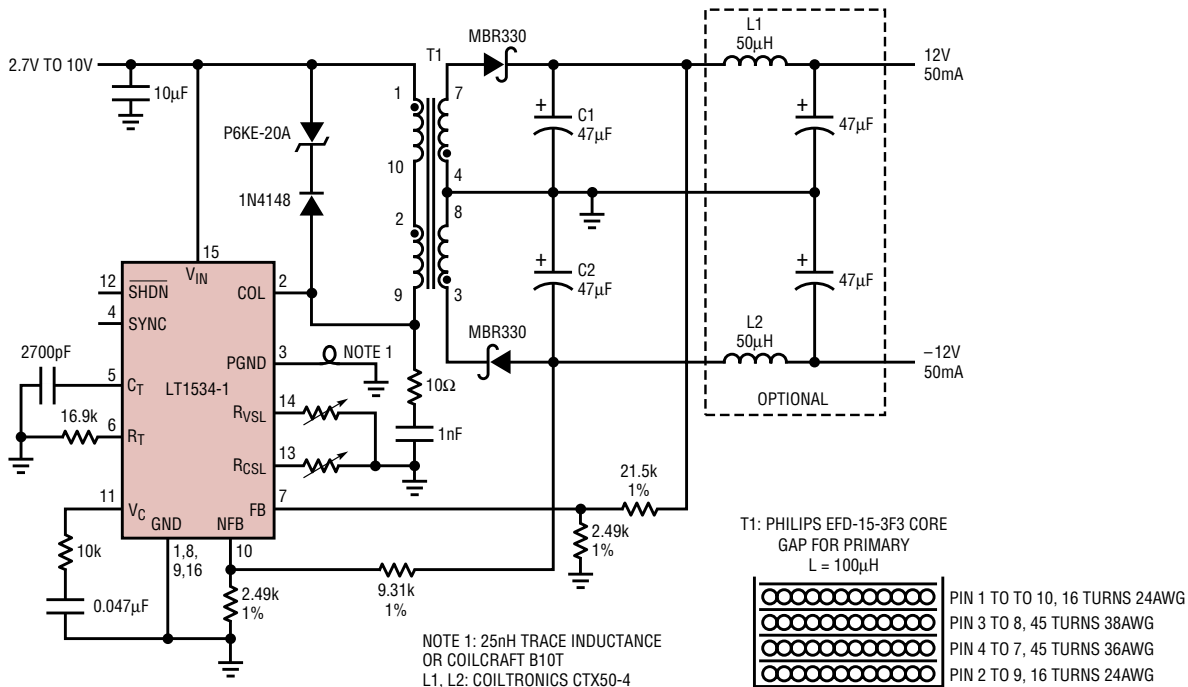 L1
50μH
MBR330
12V
50mA
T1
2.7V TO 10V
1
7
10μF
+
C1
47μF
+
47μF
P6KE-20A
10
4
1N4148
2
8
15
VIN
12
SHDN
COL
2
+
C2
47μF
+
47μF
9
3
4
SYNC
MBR330
L2
50μH
2700pF
PGND
3
NOTE 1
–12V
50mA
5
CT
LT1534-1
10Ω
OPTIONAL
16.9k
RVSL
14
6
RT
1nF
RCSL
13
21.5k
1%
11
VC
FB
7
GND
NFB
2.49k
1%
T1: PHILIPS EFD-15-3F3 CORE
GAP FOR PRIMARY
L = 100μH
10k
1,8,
9,16
10
0.047μF
2.49k
1%
9.31k
1%
PIN 1 TO TO 10, 16 TURNS 24AWG
PIN 3 TO 8, 45 TURNS 38AWG
PIN 4 TO 7, 45 TURNS 36AWG
PIN 2 TO 9, 16 TURNS 24AWG
NOTE 1: 25nH TRACE INDUCTANCE
OR COILCRAFT B10T
L1, L2: COILTRONICS CTX50-4